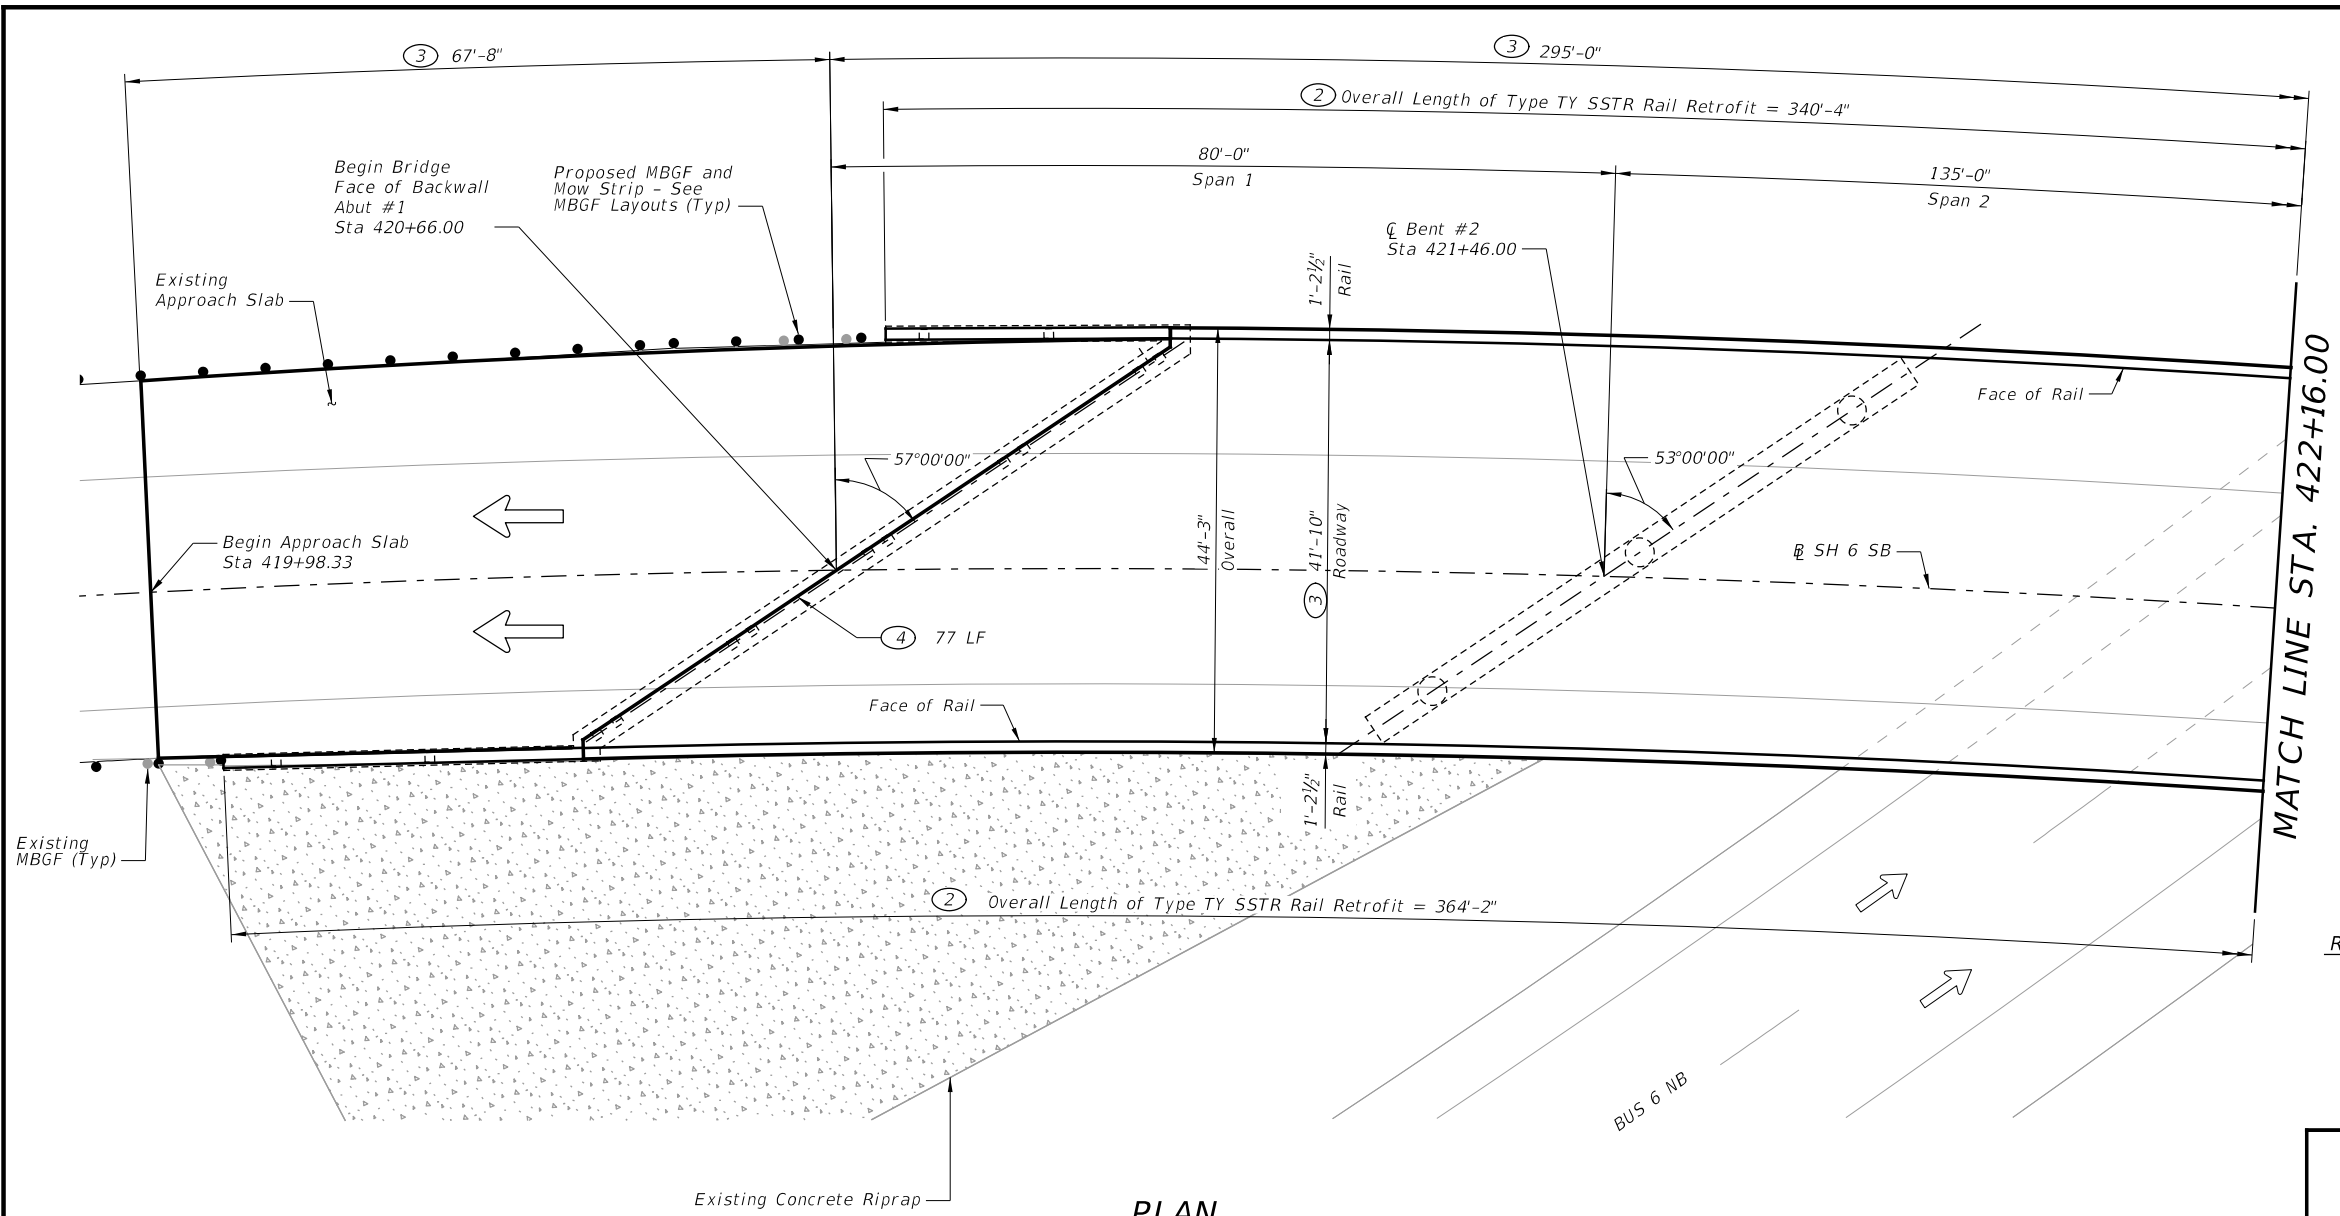 3 67'-8"
3 295'-0"
2 Overall Length of Type TY SSTR Rail Retrofit = 340'-4"
80'-0"
Span 1
135'-0"
Span 2
Begin Bridge
Face of Backwall
Abut #1
Sta 420+66.00
Proposed MBGF and
Mow Strip - See
MBGF Layouts (Typ)
℄ Bent #2
Sta 421+46.00
1'-2½"
Rail
Existing
Approach Slab
Face of Rail
57°00'00"
53°00'00"
Begin Approach Slab
Sta 419+98.33
44'-3"
Overall
3 41'-10"
Roadway
BL SH 6 SB
4 77 LF
Face of Rail
MATCH LINE STA. 422+16.00
1'-2½"
Rail
Existing
MBGF (Typ)
2 Overall Length of Type TY SSTR Rail Retrofit = 364'-2"
R
BUS 6 NB
Existing Concrete Riprap
PLAN